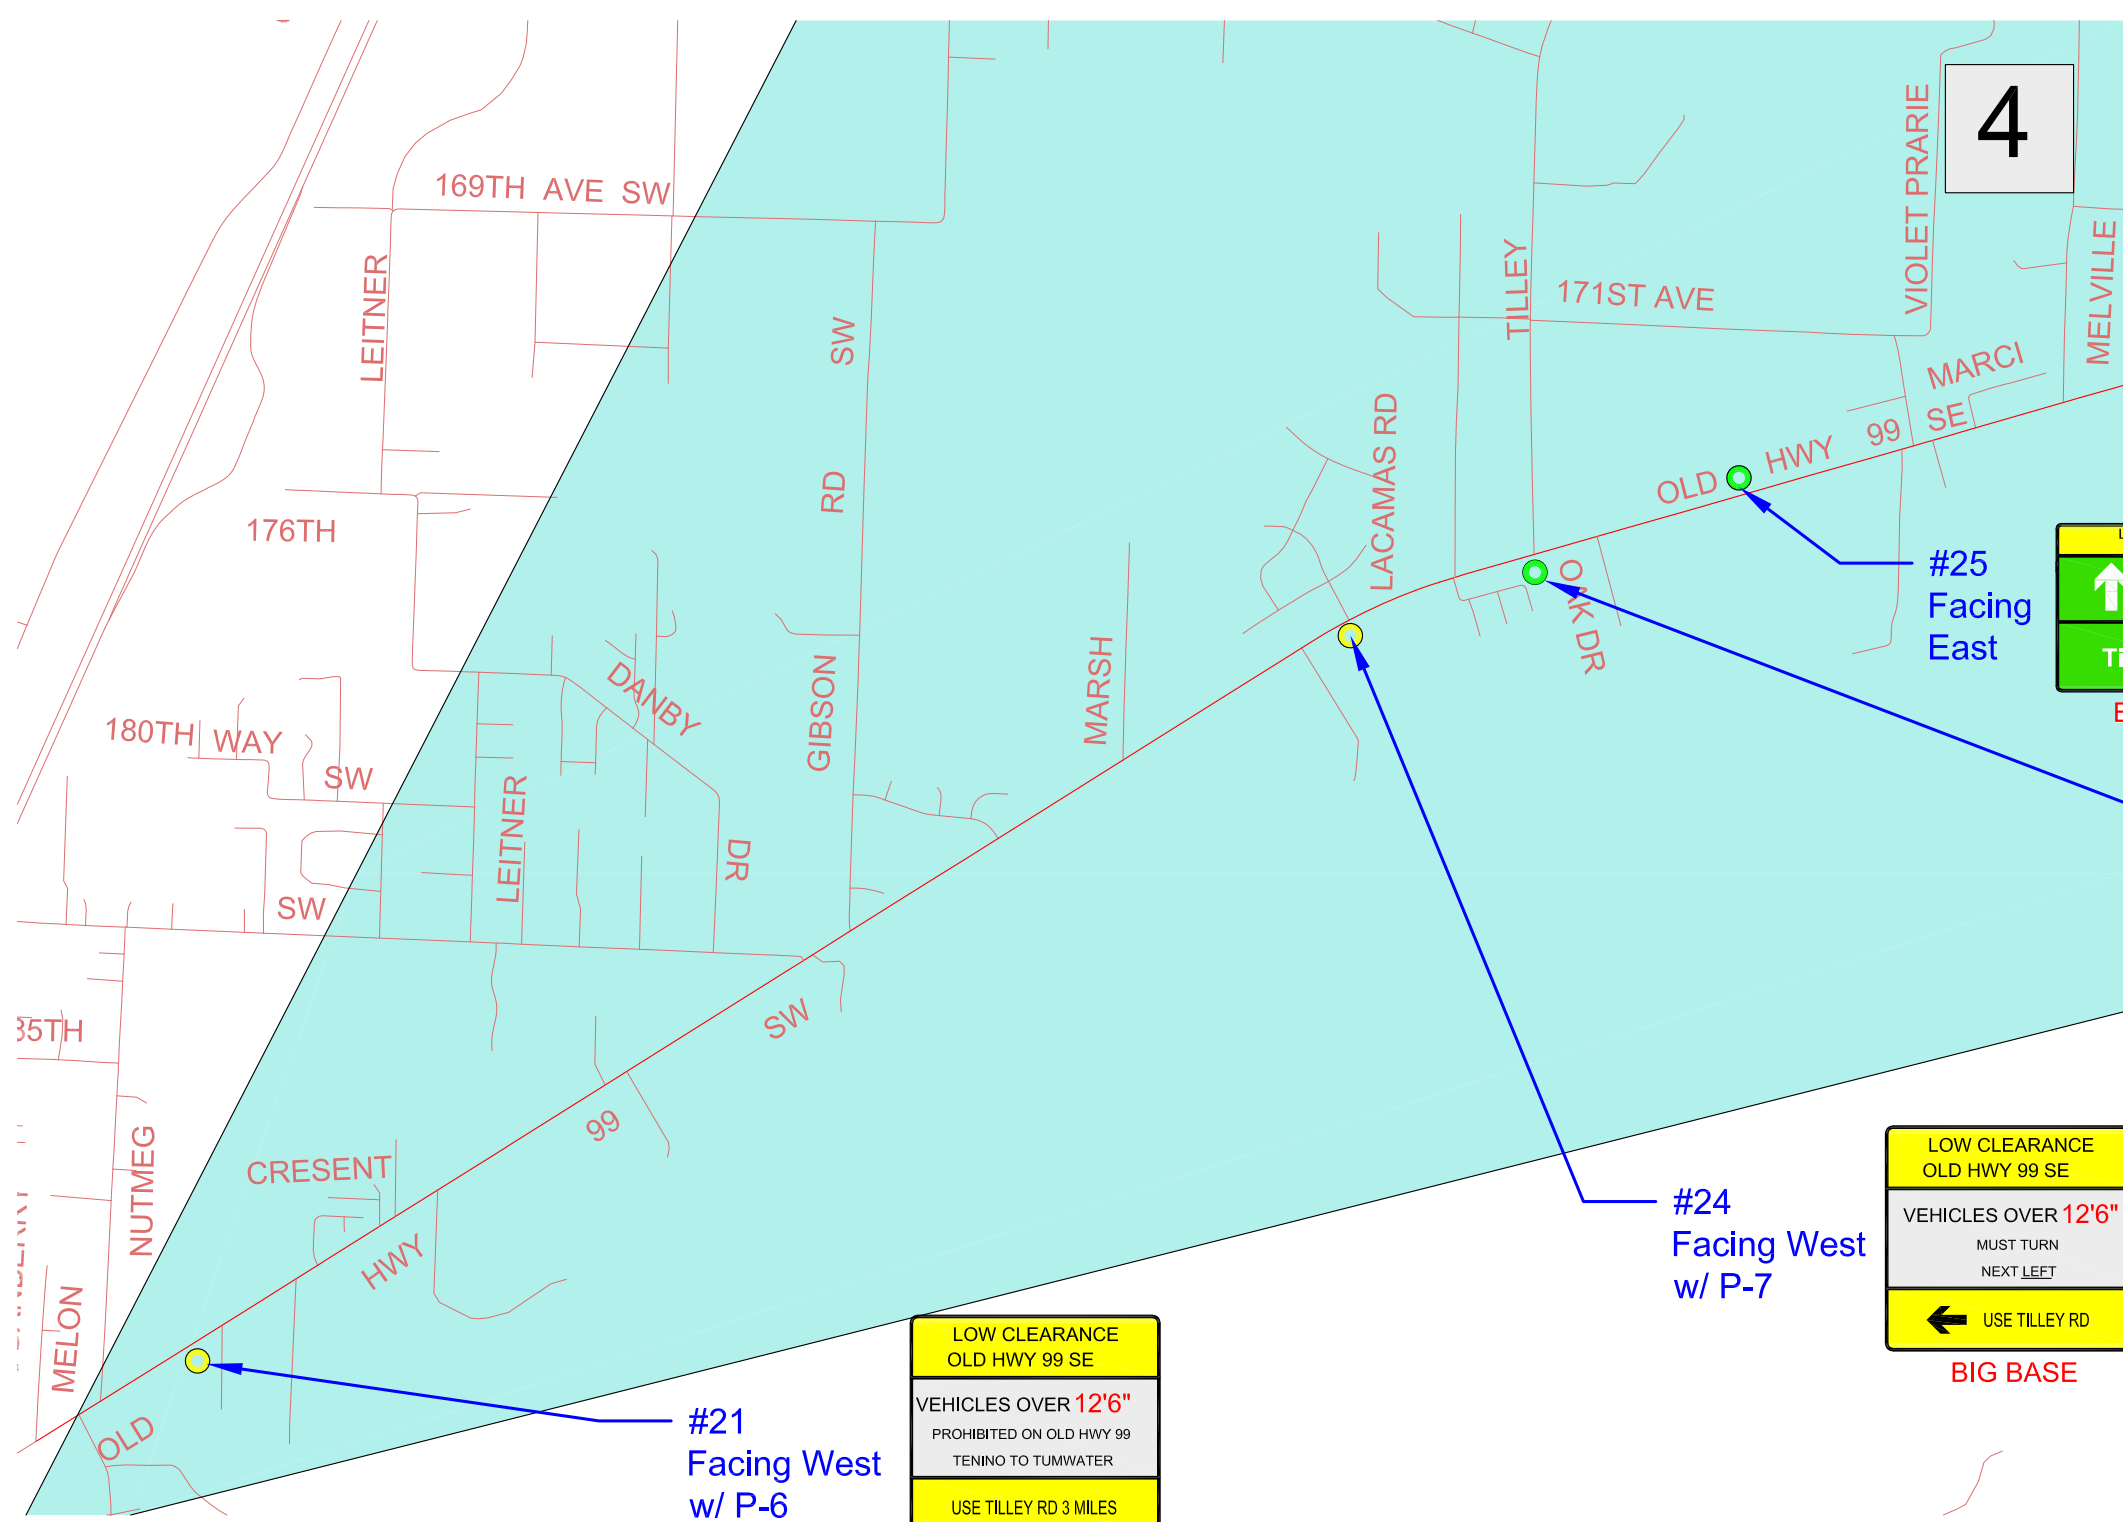 4
169TH AVE SW
LEITNER
VIOLET PRARIE
TILLEY
171ST AVE
MELVILLE
SW
MARCI
LACAMAS RD
OLD HWY 99 SE
RD
176TH
#25
Facing
East
OAK DR
DANBY
GIBSON
MARSH
180TH WAY
SW
LEITNER
DR
SW
SW
35TH
99
NUTMEG
CRESENT
HWY
MELON
OLD
#24
Facing West
w/ P-7
LOW CLEARANCE
OLD HWY 99 SE
VEHICLES OVER 12'6"
MUST TURN
NEXT LEFT
USE TILLEY RD
BIG BASE
#21
Facing West
w/ P-6
LOW CLEARANCE
OLD HWY 99 SE
VEHICLES OVER 12'6"
PROHIBITED ON OLD HWY 99
TENINO TO TUMWATER
USE TILLEY RD 3 MILES